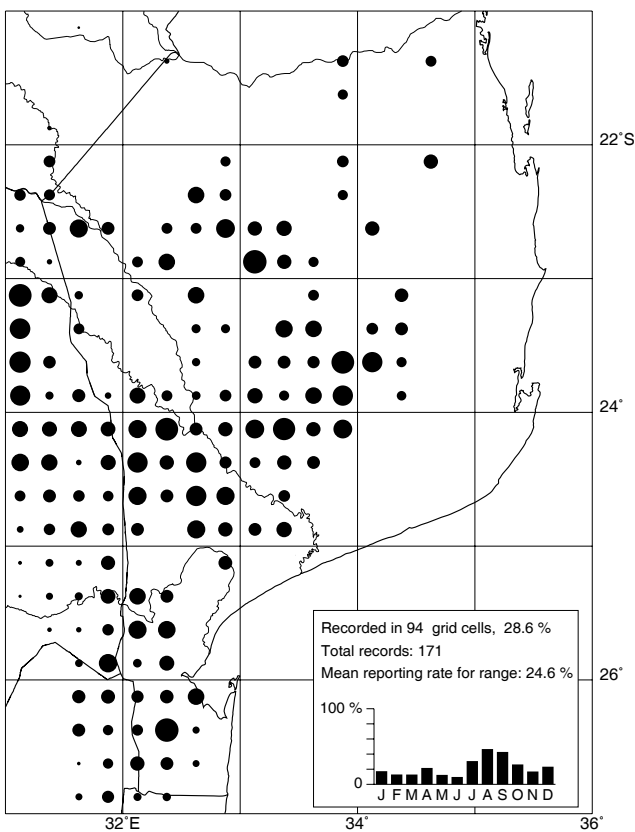 22°S
24°
Recorded in 94 grid cells, 28.6 %
Total records: 171
Mean reporting rate for range: 24.6 %
26°
100 %
0
J F M A M J J A S O N D
32°E 34° 36°